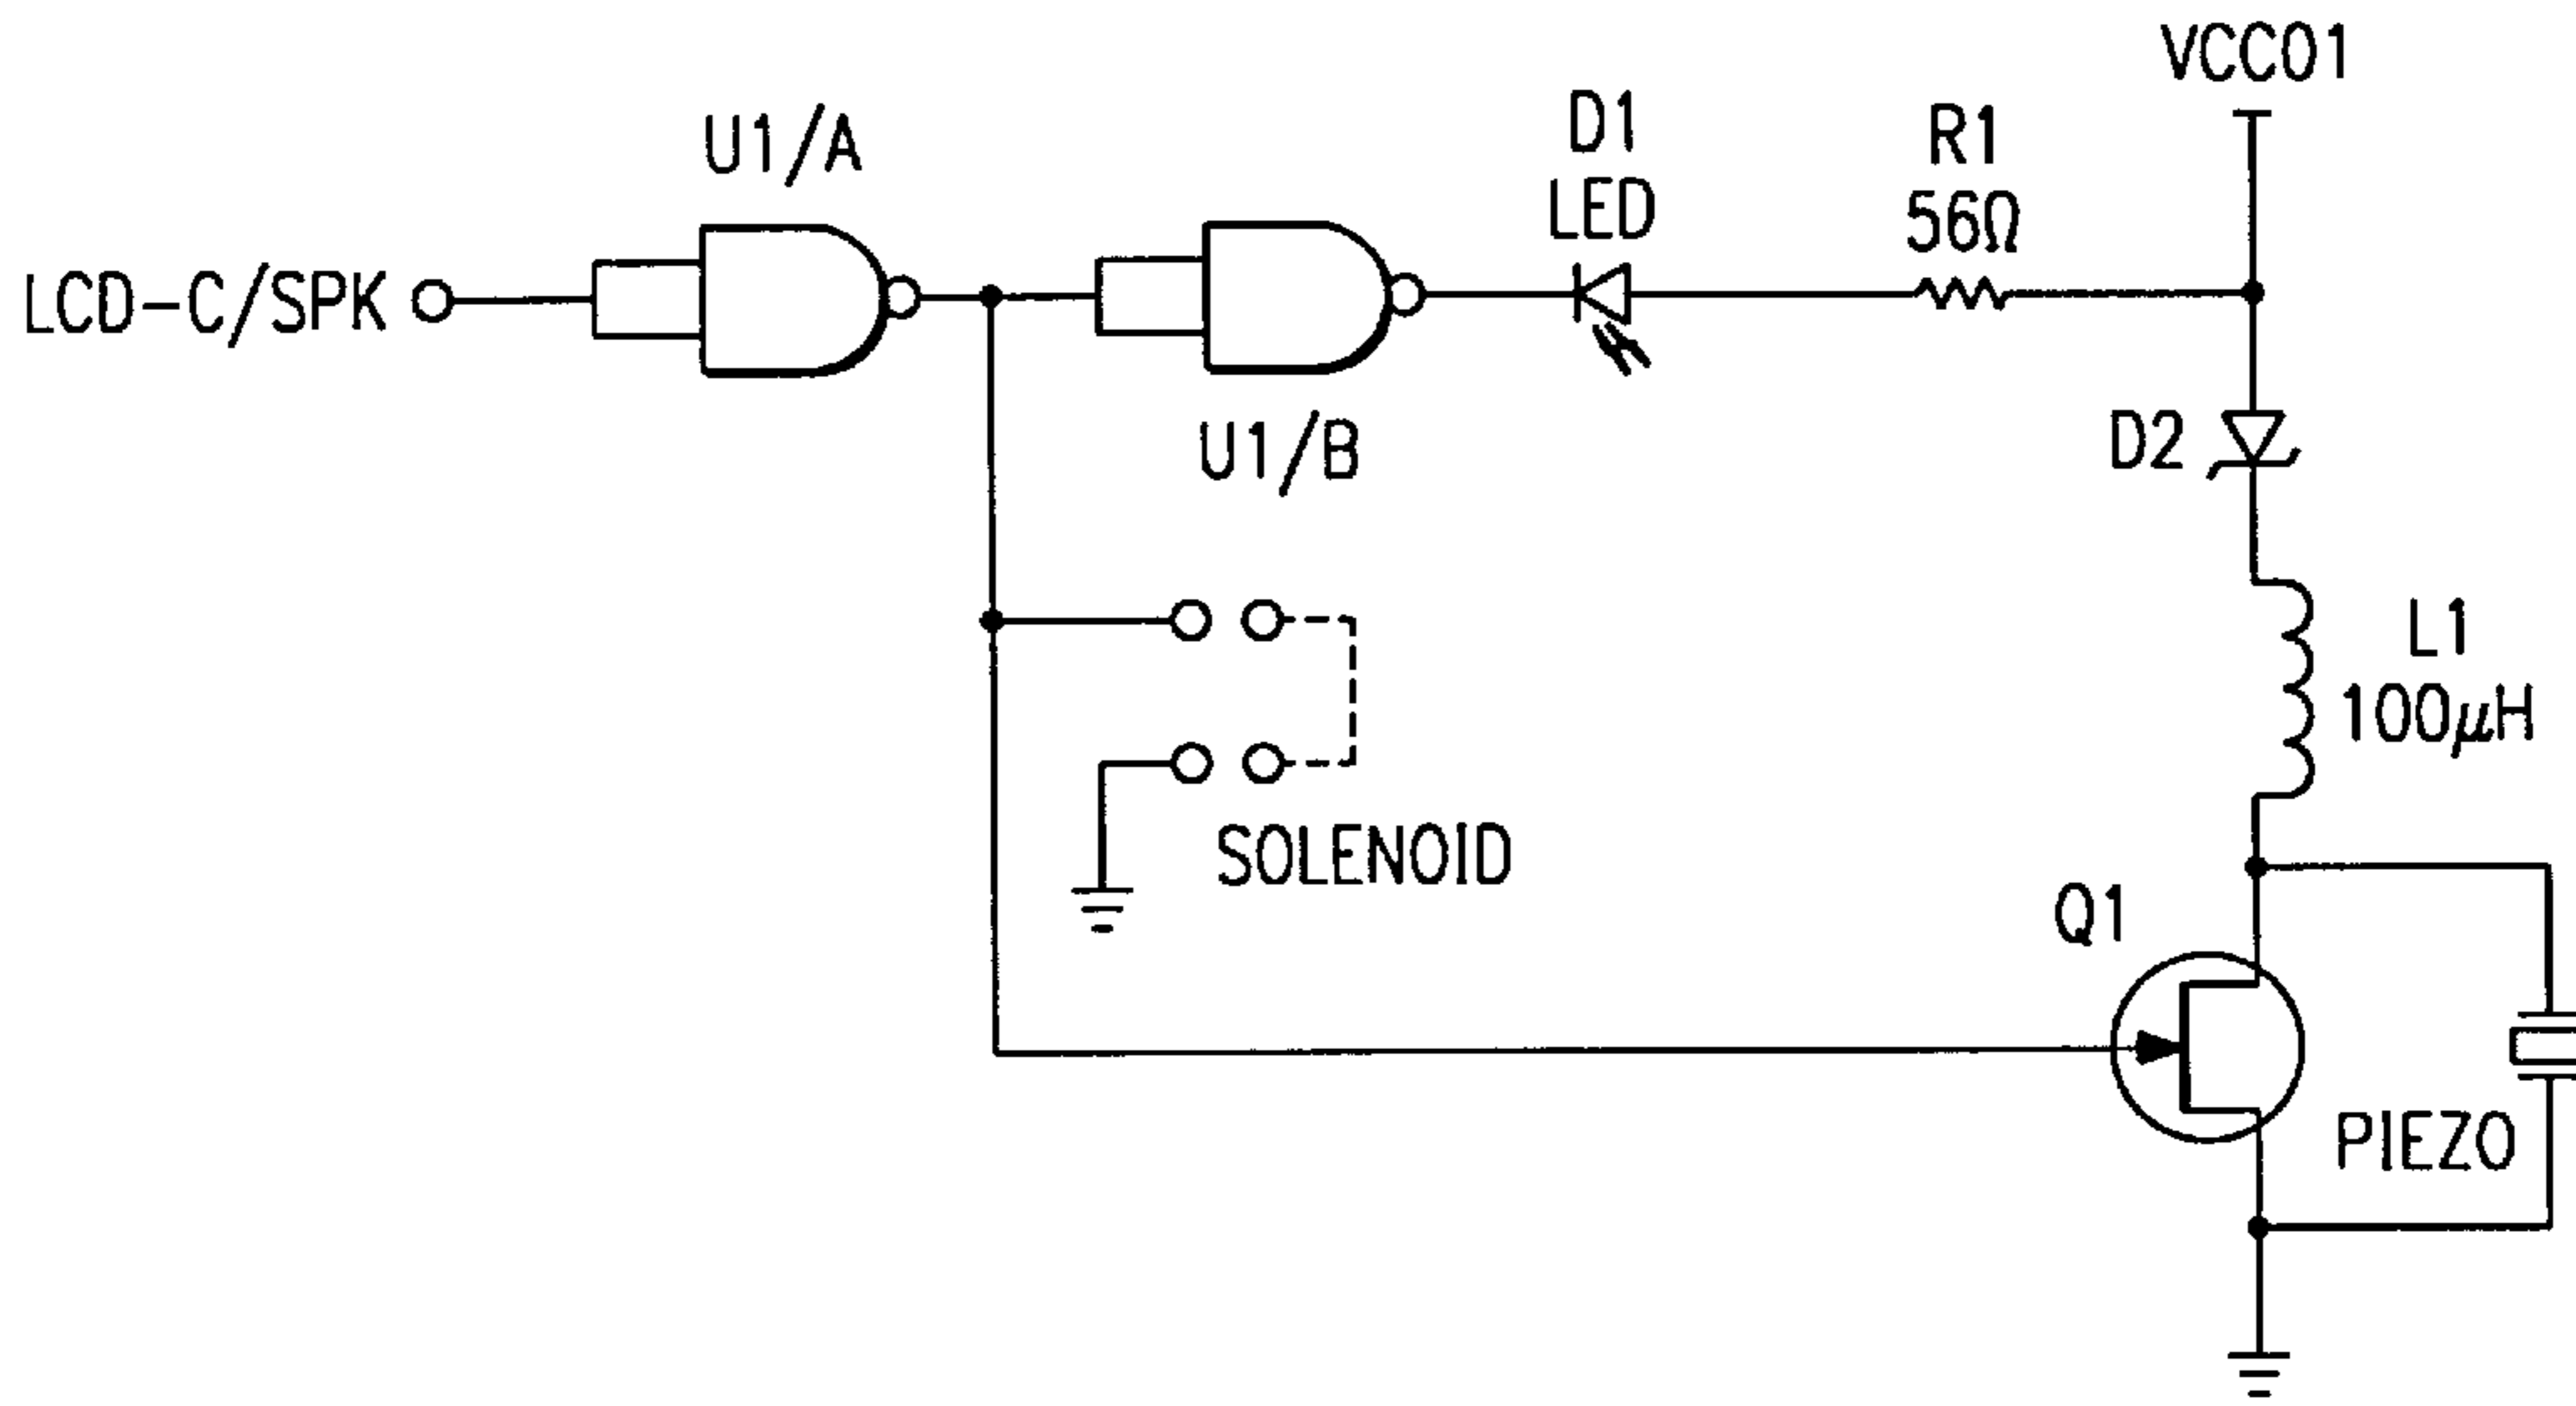 VCC01
U1/A
D1
LED
R1
56Ω
LCD-C/SPK
U1/B
D2
L1
100μH
SOLENOID
Q1
PIEZO